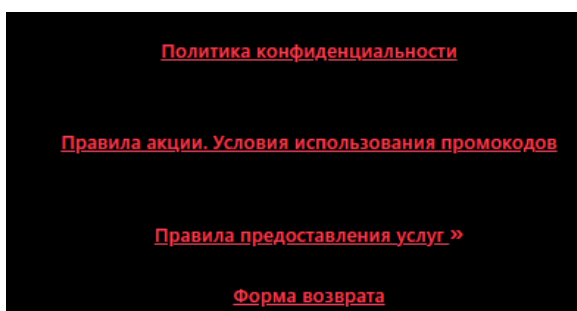 Политика конфиденциальности
Правила акции. Условия использования промокодов
Правила предоставления услуг »
Форма возврата